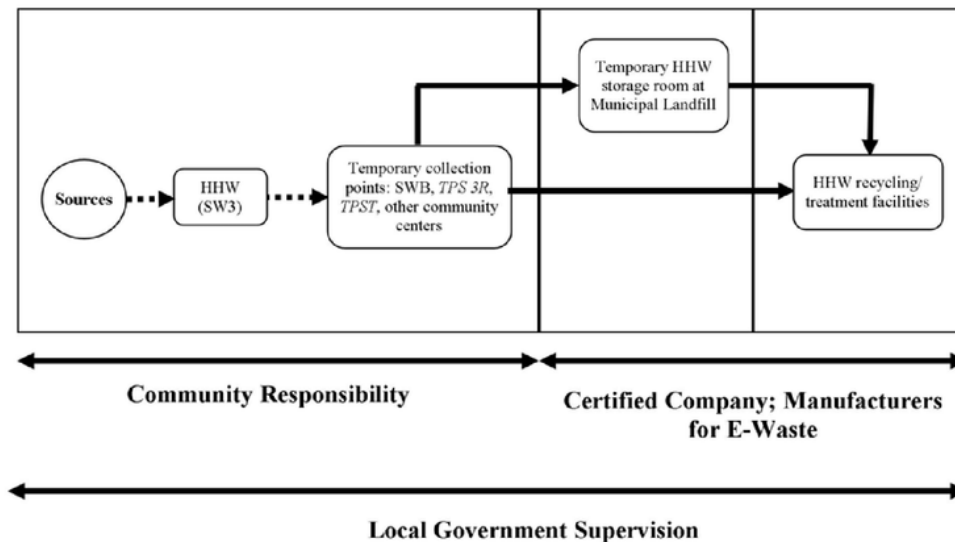 Temporary HHW
storage room at
Municipal Landfill
Sources
HHW
(SW3)
Temporary collection
points: SWB, TPS 3R,
TPST, other community
centers
HHW recycling/
treatment facilities
Community Responsibility
Certified Company; Manufacturers
for E-Waste
Local Government Supervision